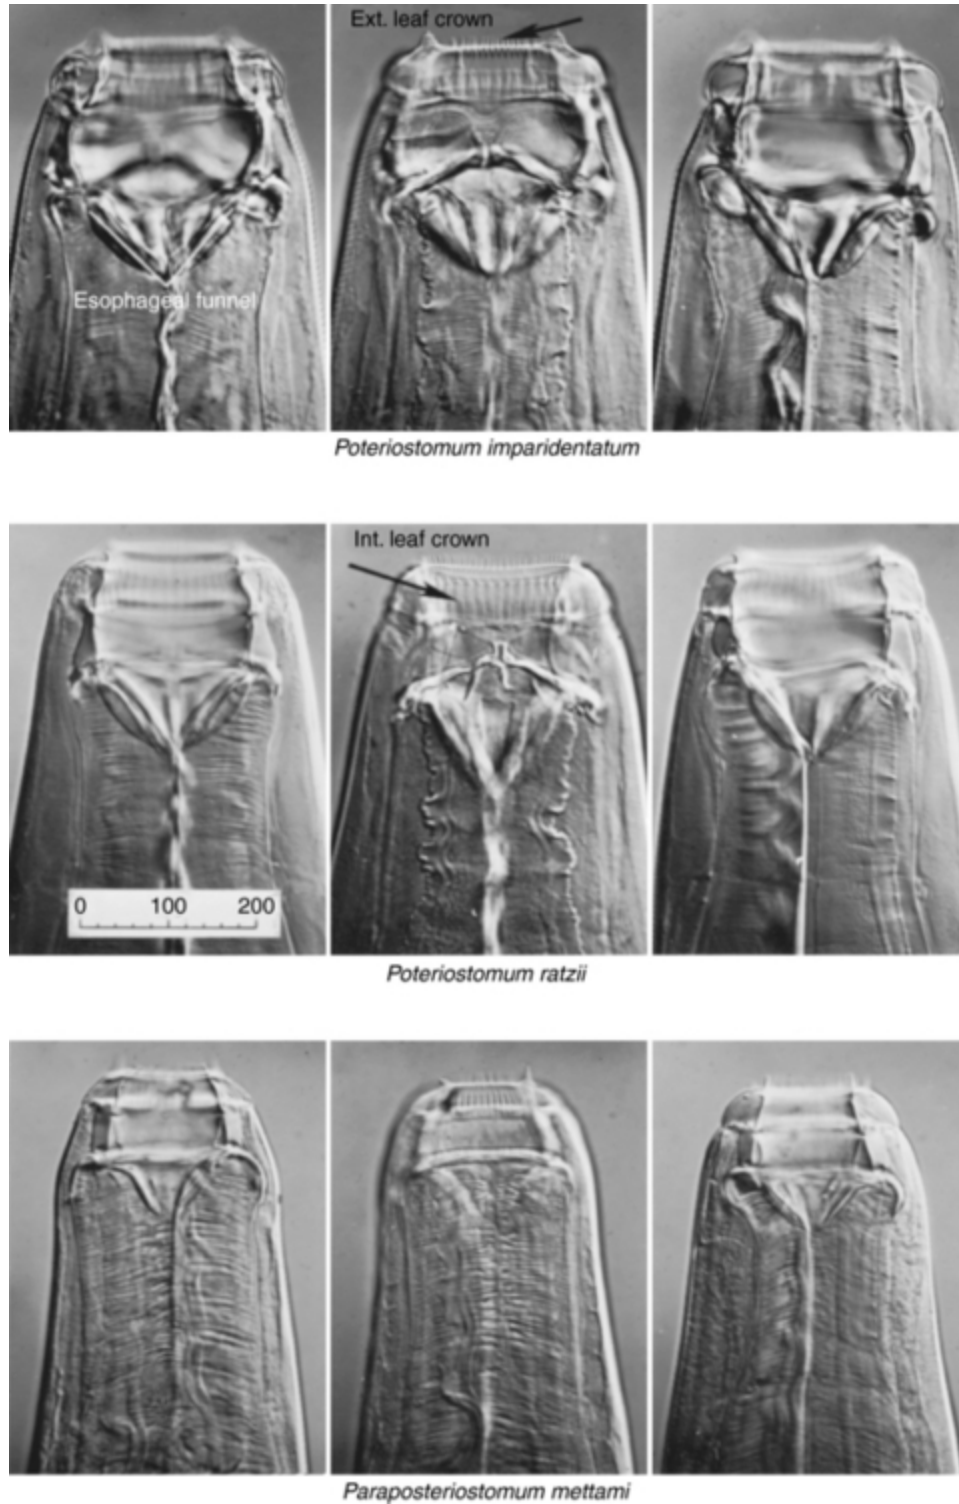 Ext. leaf crown
Esophageal funnel
Poteriostomum imparidentatum
Int. leaf crown
0 100 200
Poteriostomum ratzii
Paraposteriostomum mettami